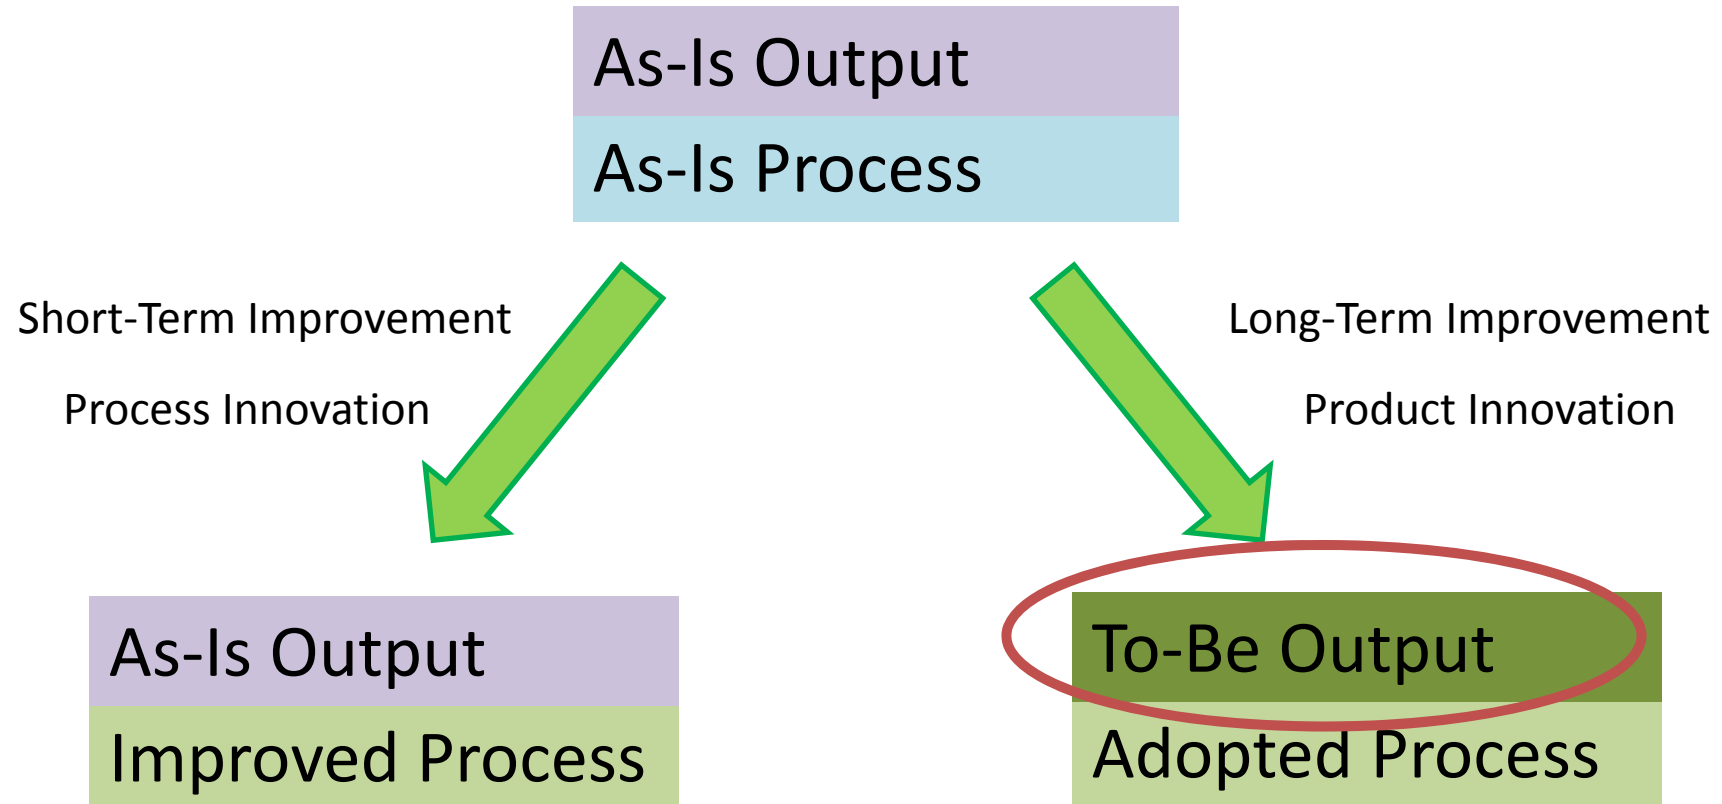 As-Is Output
As-Is Process
Short-Term Improvement
Process Innovation
Long-Term Improvement
Product Innovation
As-Is Output
Improved Process
To-Be Output
Adopted Process